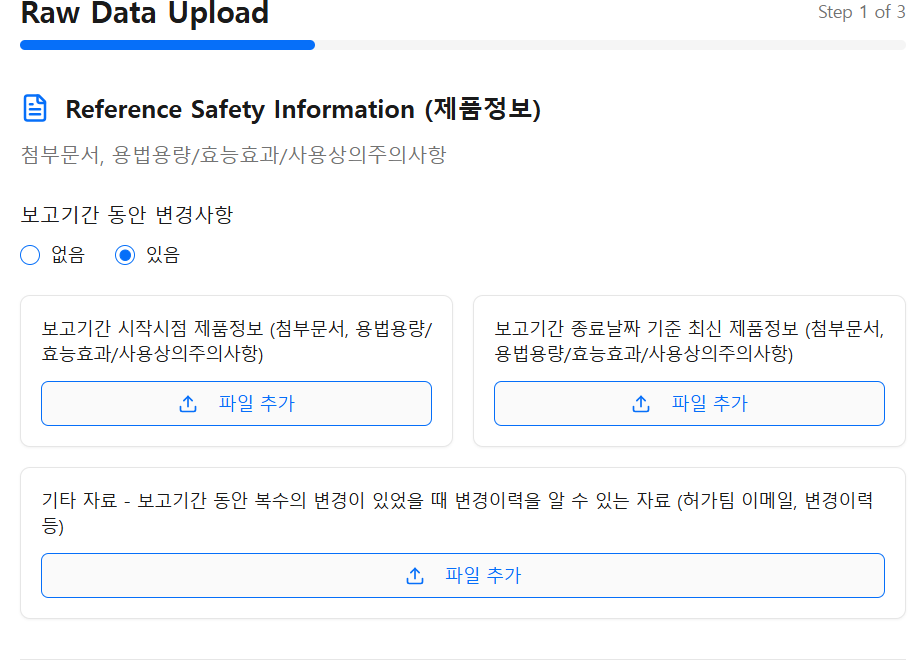 Raw Data Upload
Step 1 of 3
Reference Safety Information (제품정보)
첨부문서, 용법용량/효능효과/사용상의주의사항
보고기간 동안 변경사항
없음
있음
보고기간 시작시점 제품정보 (첨부문서, 용법용량/
효능효과/사용상의주의사항)
파일 추가
보고기간 종료날짜 기준 최신 제품정보 (첨부문서,
용법용량/효능효과/사용상의주의사항)
파일 추가
기타 자료 - 보고기간 동안 복수의 변경이 있었을 때 변경이력을 알 수 있는 자료 (허가팀 이메일, 변경이력
등)
파일 추가